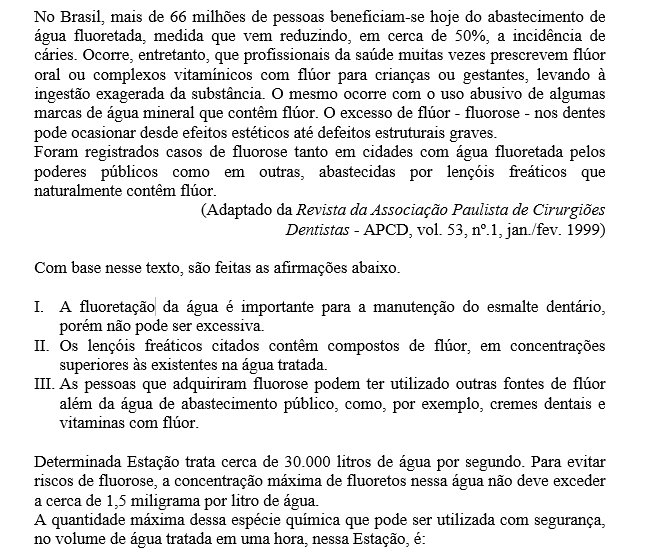 No Brasil, mais de 66 milhões de pessoas beneficiam-se hoje do abastecimento de
água fluoretada, medida que vem reduzindo, em cerca de 50%, a incidência de
cáries. Ocorre, entretanto, que profissionais da saúde muitas vezes prescrevem flúor
oral ou complexos vitamínicos com flúor para crianças ou gestantes, levando à
ingestão exagerada da substância. O mesmo ocorre com o uso abusivo de algumas
marcas de água mineral que contêm flúor. O excesso de flúor - fluorose - nos dentes
pode ocasionar desde efeitos estéticos até defeitos estruturais graves.
Foram registrados casos de fluorose tanto em cidades com água fluoretada pelos
poderes públicos como em outras, abastecidas por lençóis freáticos que
naturalmente contêm flúor.
(Adaptado da Revista da Associação Paulista de Cirurgiões
Dentistas - APCD, vol. 53, nº.1, jan./fev. 1999)
Com base nesse texto, são feitas as afirmações abaixo.
I. A fluoretação da água é importante para a manutenção do esmalte dentário,
porém não pode ser excessiva.
II. Os lençóis freáticos citados contêm compostos de flúor, em concentrações
superiores às existentes na água tratada.
III. As pessoas que adquiriram fluorose podem ter utilizado outras fontes de flúor
além da água de abastecimento público, como, por exemplo, cremes dentais e
vitaminas com flúor.
Determinada Estação trata cerca de 30.000 litros de água por segundo. Para evitar
riscos de fluorose, a concentração máxima de fluoretos nessa água não deve exceder
a cerca de 1,5 miligrama por litro de água.
A quantidade máxima dessa espécie química que pode ser utilizada com segurança,
no volume de água tratada em uma hora, nessa Estação, é: